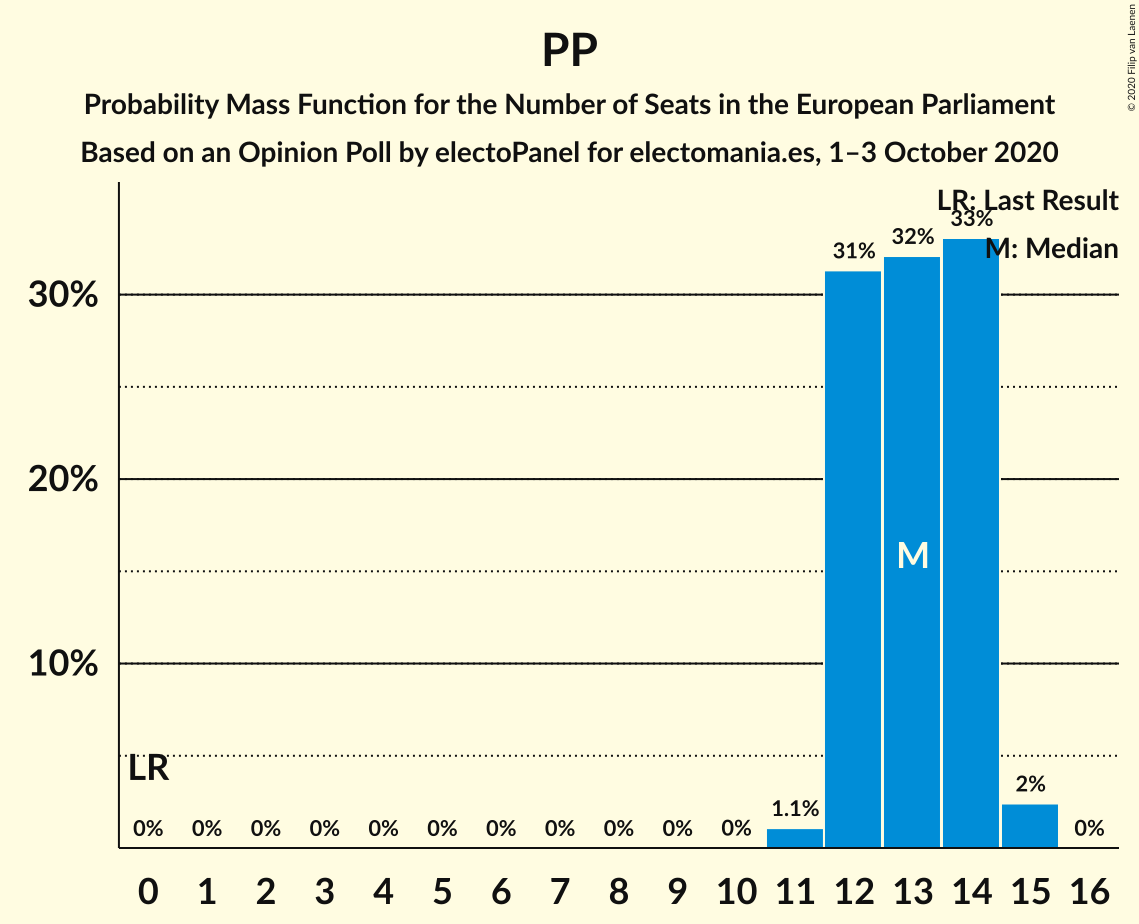 PP
Probability Mass Function for the Number of Seats in the European Parliament
Based on an Opinion Poll by electoPanel for electomania.es, 1–3 October 2020
© 2020 Filip van Laenen
LR: Last Result
M: Median
33%
32%
31%
30%
20%
M
10%
LR
2%
1.1%
0% 0% 0% 0% 0% 0% 0% 0% 0% 0% 0% 0%
0 1 2 3 4 5 6 7 8 9 10 11 12 13 14 15 16